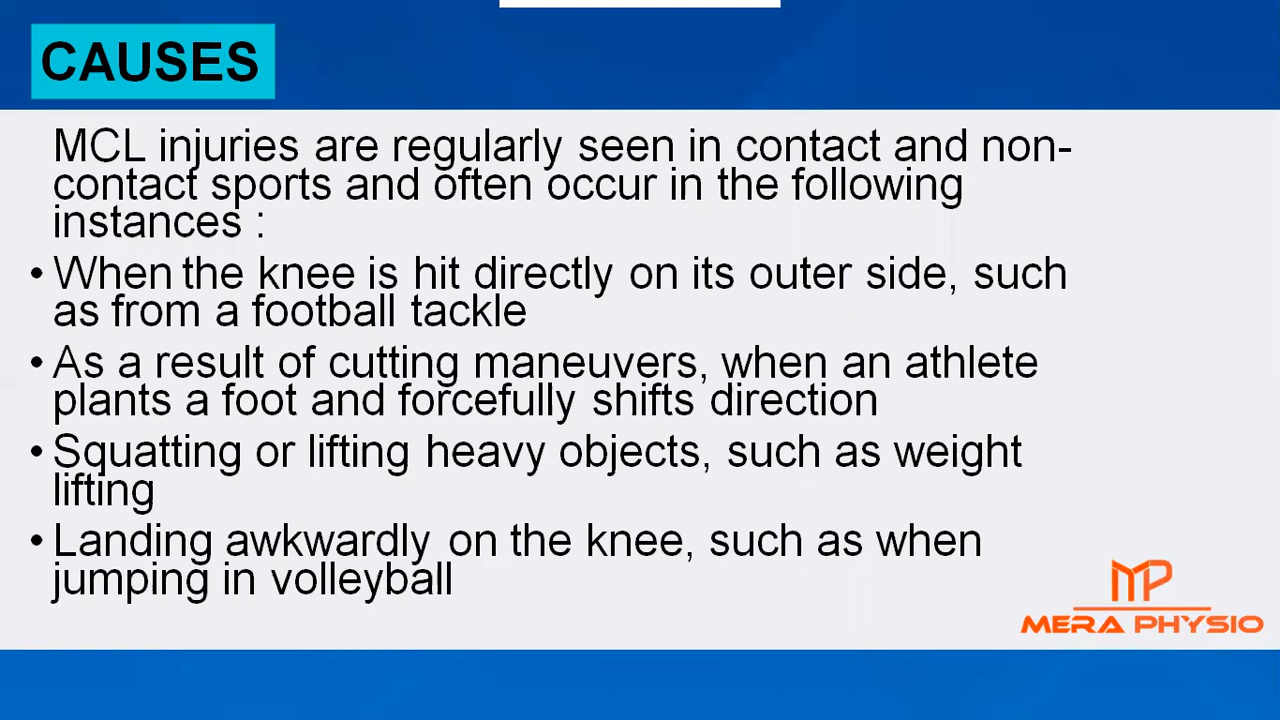 CAUSES
MCL injuries are regularly seen in contact and non-
contact sports and often occur in the following
instances :
• When the knee is hit directly on its outer side, such
as from a football tackle
• As a result of cutting maneuvers, when an athlete
plants a foot and forcefully shifts direction
• Squatting or lifting heavy objects, such as weight
lifting
• Landing awkwardly on the knee, such as when
jumping in volleyball
MP
MERA PHYSIO